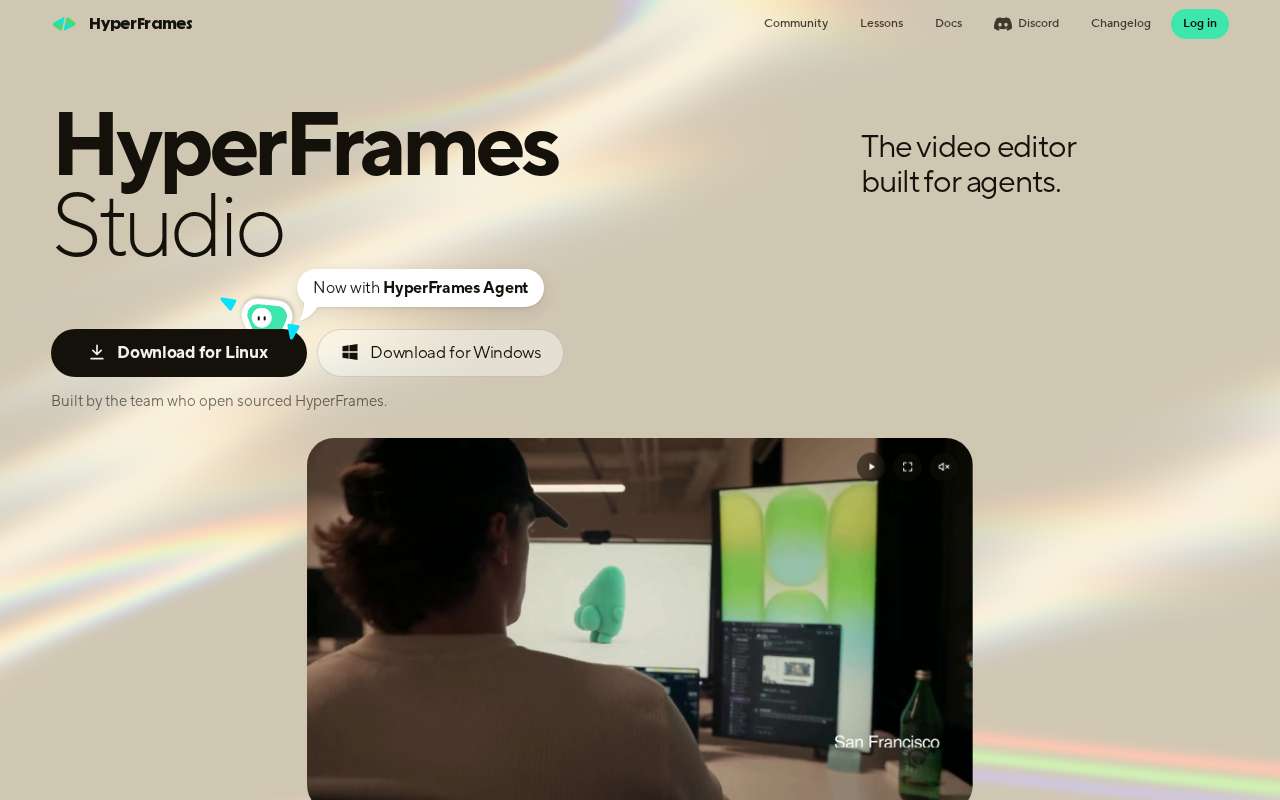 HyperFrames
Community
Lessons
Docs
Discord
Changelog
Log in
HyperFrames
Studio
The video editor
built for agents.
Now with HyperFrames Agent
Download for Linux
Download for Windows
Built by the team who open sourced HyperFrames.
San Francisco